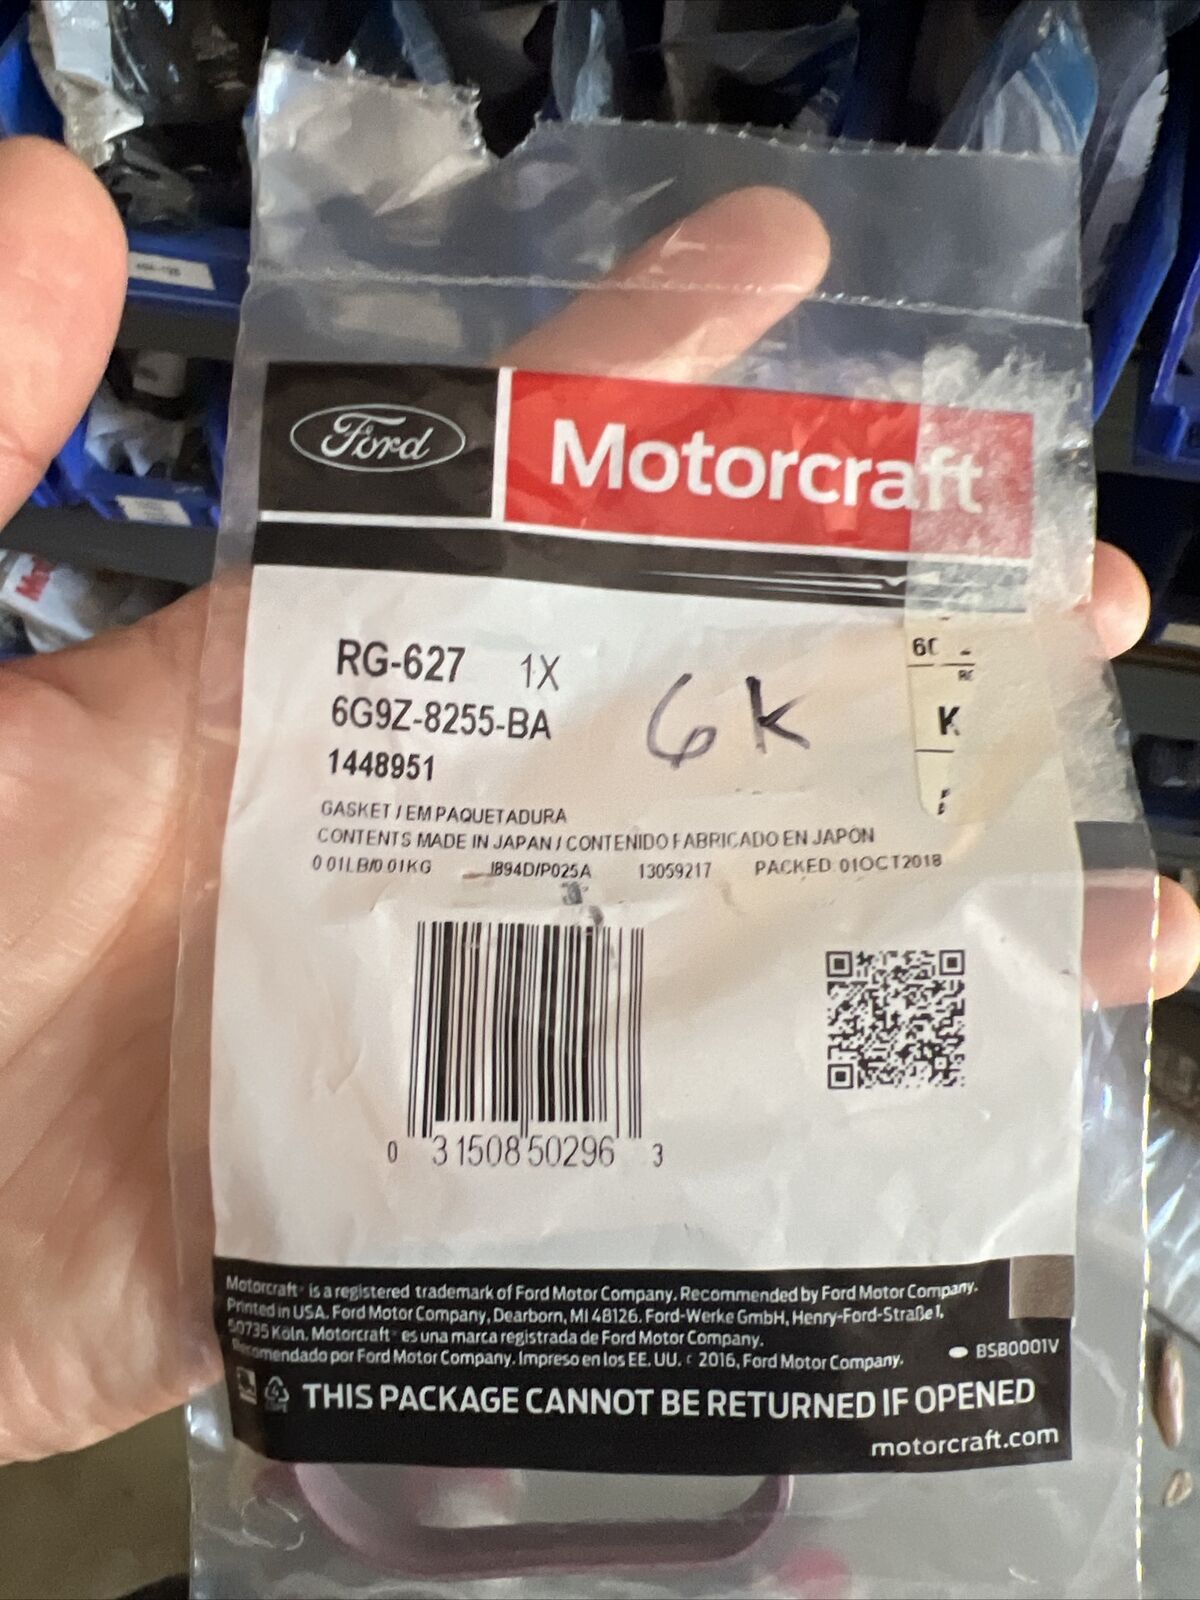 Ford Motorcraft
RG-627 1X
6G9Z-8255-BA
1448951
6K
K
GASKET / EMPAQUETADURA
CONTENTS MADE IN JAPAN / CONTENIDO FABRICADO EN JAPÓN
0 01LB/0 01KG J894D/P025A 13059217 PACKED 01OCT2018
0 31508 50296 3
Motorcraft® is a registered trademark of Ford Motor Company. Recommended by Ford Motor Company.
Printed in USA. Ford Motor Company, Dearborn, MI 48126. Ford-Werke GmbH, Henry-Ford-Straße 1,
50735 Köln. Motorcraft® es una marca registrada de Ford Motor Company.
Recomendado por Ford Motor Company. Impreso en los EE. UU. © 2016, Ford Motor Company.
BSB0001V
THIS PACKAGE CANNOT BE RETURNED IF OPENED
motorcraft.com